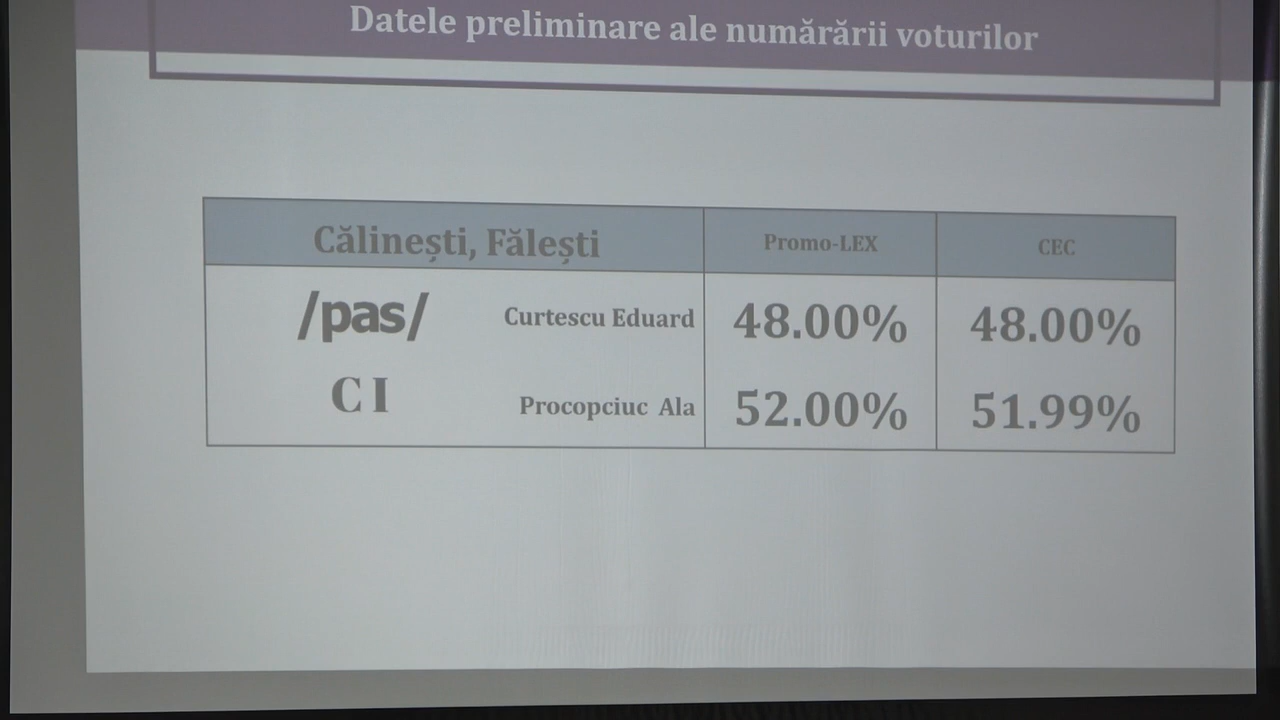 Datele preliminare ale numărării voturilor
Călinești, Fălești Promo-LEX CEC
/pas/ Curtescu Eduard 48.00% 48.00%
CI Procopciuc Ala 52.00% 51.99%